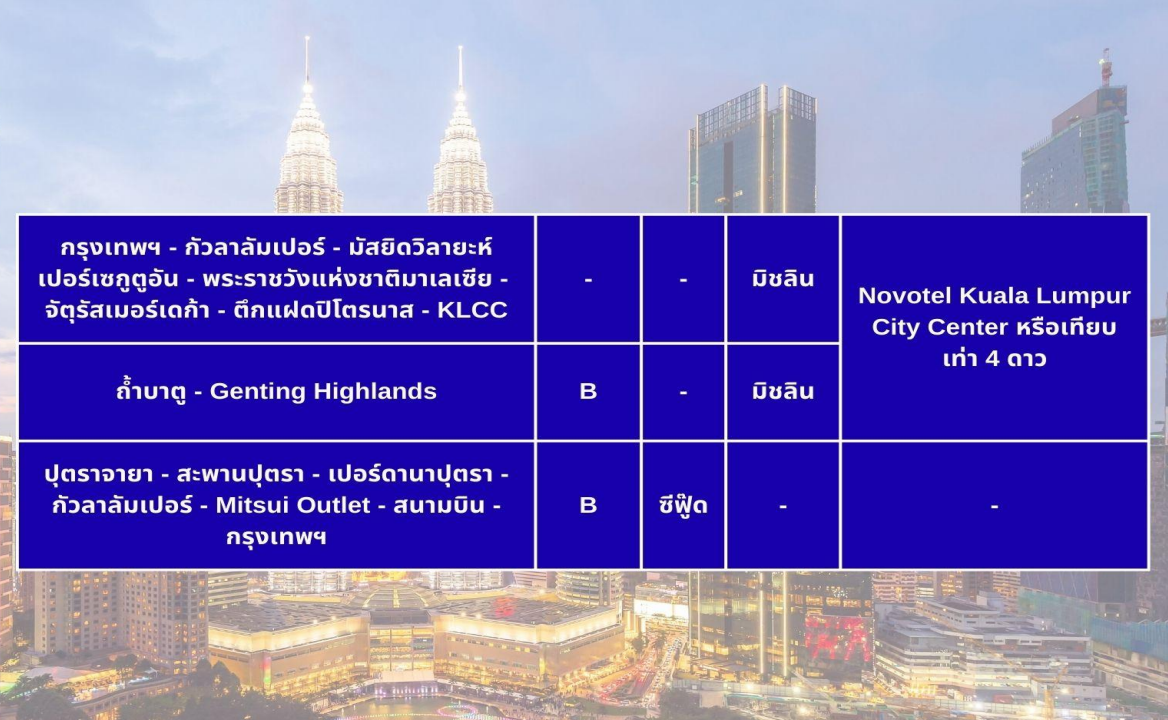 กรุงเทพฯ - กัวลาลัมเปอร์ - มัสยิดวิลายะห์
เปอร์เซกูตูอัน - พระราชวังแห่งชาติมาเลเซีย -
จัตุรัสเมอร์เดก้า - ตึกแฝดปิโตรนาส - KLCC
-
-
มิชลิน
Novotel Kuala Lumpur
City Center หรือเทียบ
เท่า 4 ดาว
ถ้ำบาตู - Genting Highlands
B
-
มิชลิน
ปุตราจายา - สะพานปุตรา - เปอร์ดานาปุตรา -
กัวลาลัมเปอร์ - Mitsui Outlet - สนามบิน -
กรุงเทพฯ
B
ซีฟู๊ด
-
-